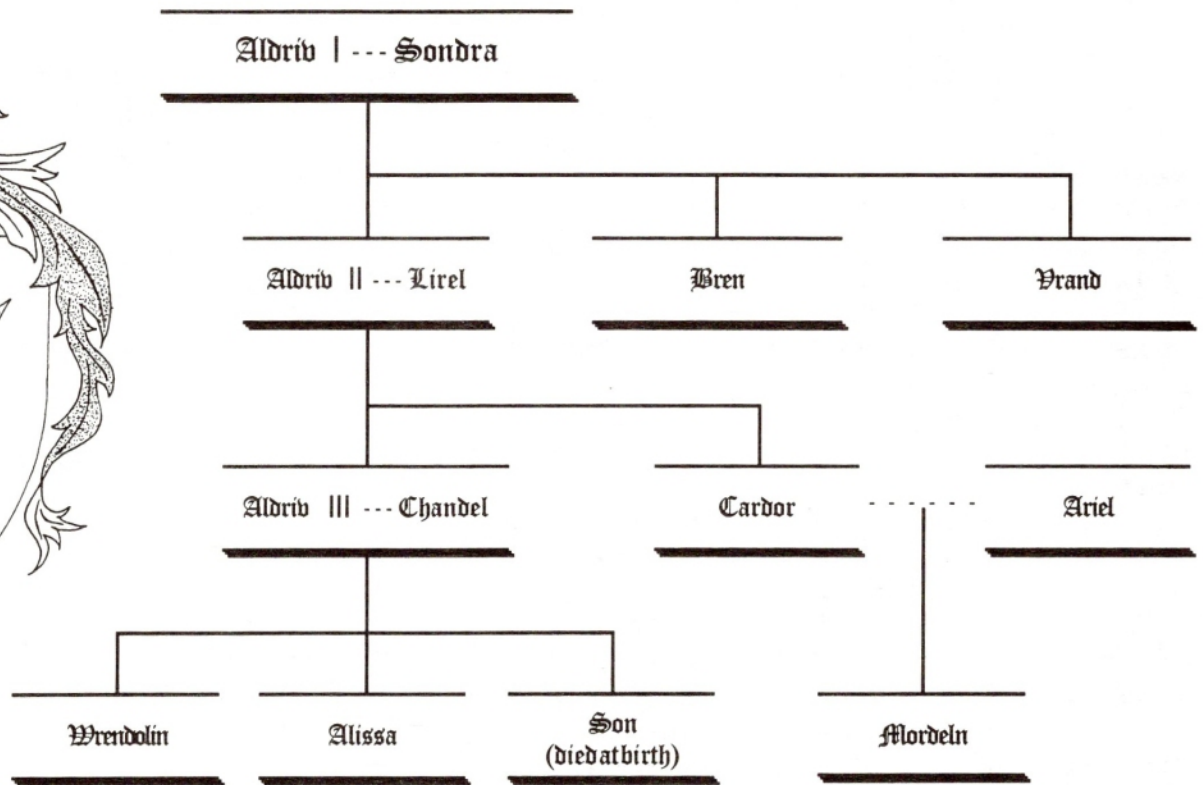 Aldriv I --- Sondra
Aldriv II --- Lirel
Bren
Vrand
Aldriv III --- Chandel
Cardor - - - - - - Ariel
Wrendolin
Alissa
Son
(diedatbirth)
Mordeln